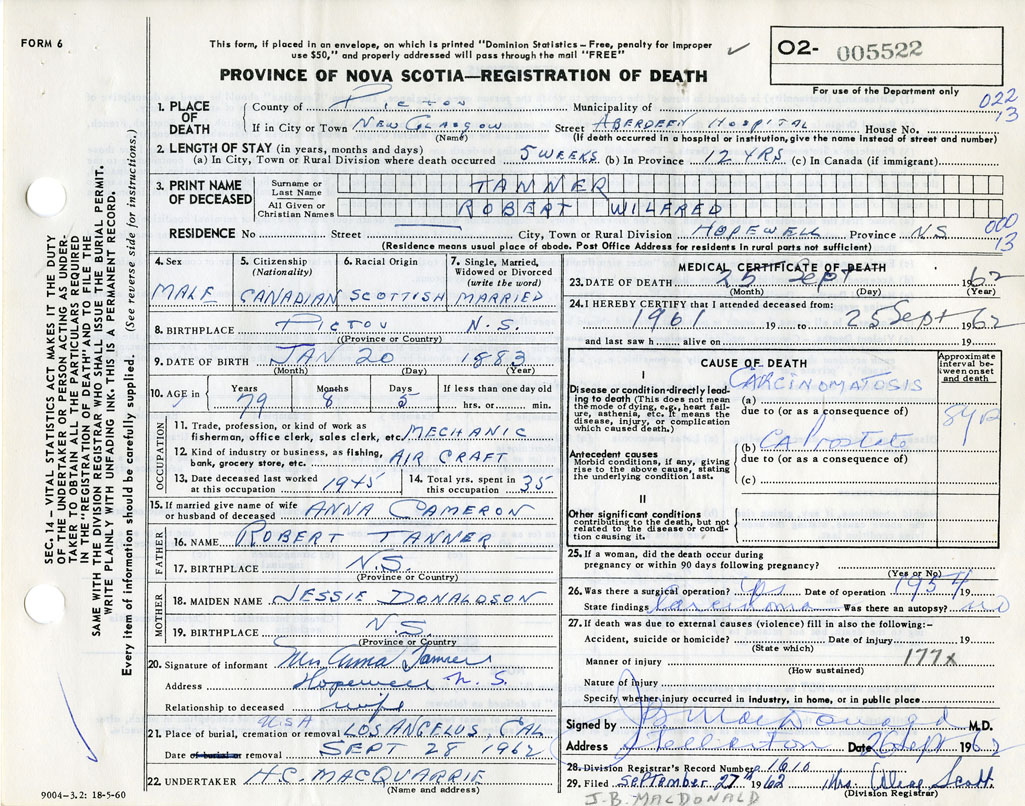 FORM 6
This form, if placed in an envelope, on which is printed "Dominion Statistics – Free, penalty for improper
use $50," and properly addressed will pass through the mail "FREE"
✓
O2- 005522
PROVINCE OF NOVA SCOTIA—REGISTRATION OF DEATH
For use of the Department only
022
13
1. PLACE OF DEATH
County of PICTOU Municipality of
If in City or Town NEW GLASGOW Street ABERDEEN HOSPITAL House No.
(Name) (If death occurred in a hospital or institution, give the name instead of street and number)
2. LENGTH OF STAY (in years, months and days)
(a) In City, Town or Rural Division where death occurred 5 WEEKS (b) In Province 12 YRS. (c) In Canada (if immigrant)
3. PRINT NAME OF DECEASED
Surname or Last Name TANNER
All Given or Christian Names ROBERT WILFRED
000
13
RESIDENCE No Street City, Town or Rural Division HOPEWELL Province N.S
(Residence means usual place of abode. Post Office Address for residents in rural parts not sufficient)
4. Sex
MALE
5. Citizenship (Nationality)
CANADIAN
6. Racial Origin
SCOTTISH
7. Single, Married, Widowed or Divorced (write the word)
MARRIED
8. BIRTHPLACE PICTOU N.S.
(Province or Country)
9. DATE OF BIRTH JAN 20 1883
(Month) (Day) (Year)
10. AGE in
Years 79
Months 8
Days 5
If less than one day old
hrs. or min.
OCCUPATION
11. Trade, profession, or kind of work as
fisherman, office clerk, sales clerk, etc. MECHANIC
12. Kind of industry or business, as fishing,
bank, grocery store, etc. AIR CRAFT
13. Date deceased last worked at this occupation 1945
14. Total yrs. spent in this occupation 35
15. If married give name of wife
or husband of deceased ANNA CAMERON
FATHER
16. NAME ROBERT TANNER
17. BIRTHPLACE N.S.
(Province or Country)
MOTHER
18. MAIDEN NAME JESSIE DONALDSON
19. BIRTHPLACE N.S.
(Province or Country
20. Signature of informant Mrs Anna Tanner
Address Hopewell N. S.
Relationship to deceased wife
USA
21. Place of burial, cremation or removal LOS ANGELUS, CAL
Date of burial or removal SEPT 28 1962
22. UNDERTAKER H.C. MACQUARRIE
(Name and address)
9004-3.2: 18-5-60
MEDICAL CERTIFICATE OF DEATH
23. DATE OF DEATH 25 Sept 1962
(Month) (Day) (Year)
24. I HEREBY CERTIFY that I attended deceased from:
1961 19 to 25 Sept 1962
and last saw h alive on 19
CAUSE OF DEATH
Approximate interval between onset and death
I
Disease or condition directly leading to death (This does not mean the mode of dying, e.g., heart failure, asthenia, etc. It means the disease, injury, or complication which caused death.)
CARCINOMATOSIS
(a)
due to (or as a consequence of)
8 yr
Antecedent causes
Morbid conditions, if any, giving rise to the above cause, stating the underlying condition last.
(b) CA Prostate
due to (or as a consequence of)
(c)
II
Other significant conditions
contributing to the death, but not related to the disease or condition causing it.
25. If a woman, did the death occur during
pregnancy or within 90 days following pregnancy?
(Yes or No)
26. Was there a surgical operation? Yes Date of operation 1954 19
State findings Carcinoma Was there an autopsy? no
27. If death was due to external causes (violence) fill in also the following:-
Accident, suicide or homicide? Date of injury 19
(State which)
Manner of injury 177x
(How sustained)
Nature of injury
Specify whether injury occurred in industry, in home, or in public place
Signed by JB MacDonald M.D.
Address Stellarton Date 26 Sept 1962
28. Division Registrar's Record Number 1610
29. Filed September 27th 1962 Mrs. Scott
(Division Registrar)
J.B. MACDONALD
SEC. 14 – VITAL STATISTICS ACT MAKES IT THE DUTY
OF THE UNDERTAKER OR PERSON ACTING AS UNDER-
TAKER TO OBTAIN ALL THE PARTICULARS REQUIRED
IN THE "REGISTRATION OF DEATH" AND TO FILE THE
SAME WITH THE DIVISION REGISTRAR WHO SHALL ISSUE THE BURIAL PERMIT.
WRITE PLAINLY WITH UNFADING INK. THIS IS A PERMANENT RECORD.
Every item of information should be carefully supplied. (See reverse side for instructions.)